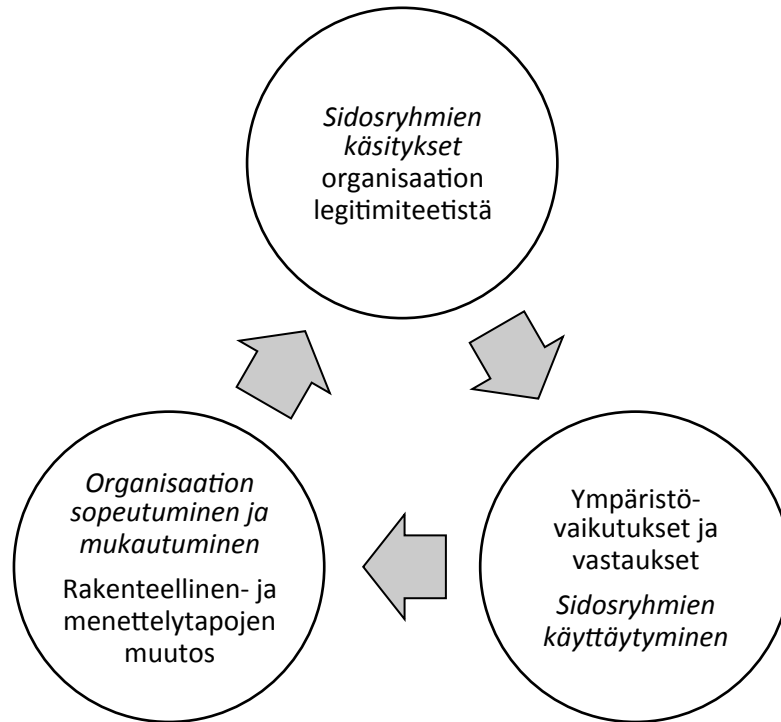 Sidosryhmien
käsitykset
organisaation
legitimiteetistä
Organisaation
sopeutuminen ja
mukautuminen
Rakenteellinen- ja
menettelytapojen
muutos
Ympäristö-
vaikutukset ja
vastaukset
Sidosryhmien
käyttäytyminen